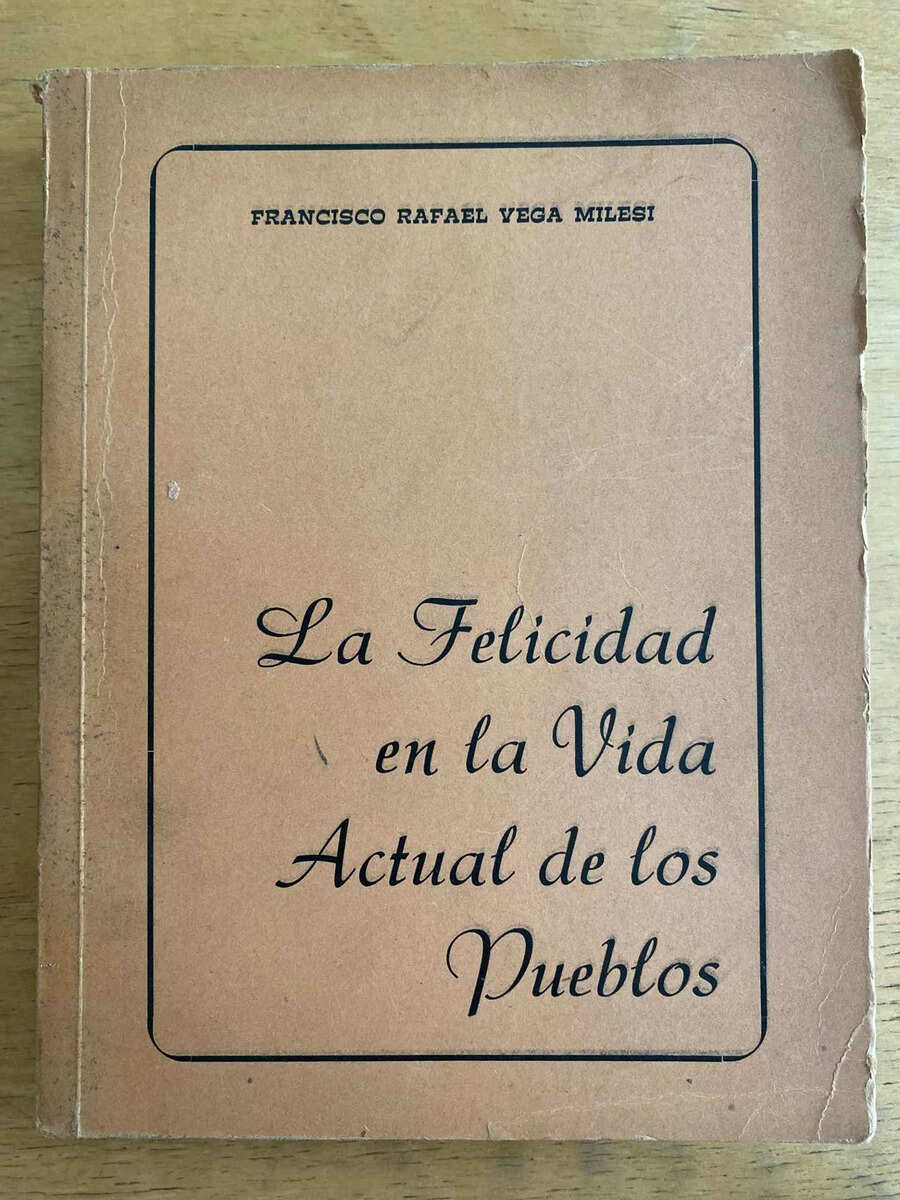 FRANCISCO RAFAEL VEGA MILESI
La Felicidad
en la Vida
Actual de los
Pueblos